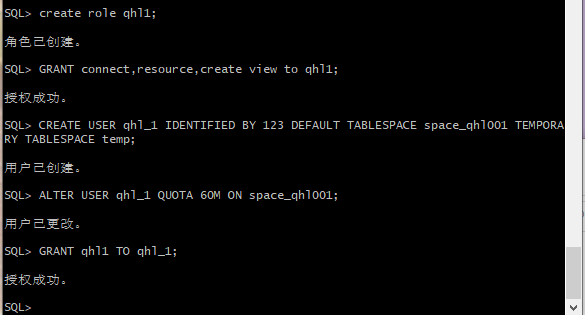 SQL> create role qhl1;
角色已创建。
SQL> GRANT connect,resource,create view to qhl1;
授权成功。
SQL> CREATE USER qhl_1 IDENTIFIED BY 123 DEFAULT TABLESPACE space_qhl001 TEMPORA
RY TABLESPACE temp;
用户已创建。
SQL> ALTER USER qhl_1 QUOTA 60M ON space_qhl001;
用户已更改。
SQL> GRANT qhl1 TO qhl_1;
授权成功。
SQL>